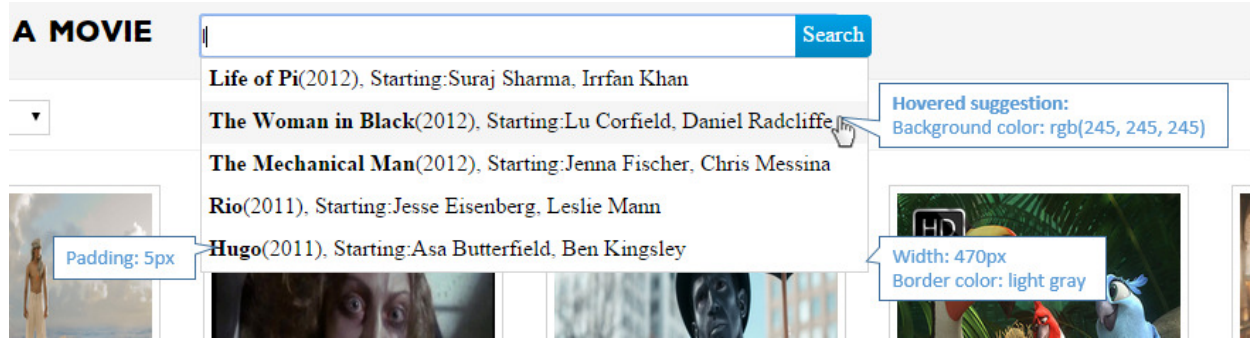 A MOVIE
Search
Life of Pi(2012), Starting:Suraj Sharma, Irrfan Khan
The Woman in Black(2012), Starting:Lu Corfield, Daniel Radcliffe
The Mechanical Man(2012), Starting:Jenna Fischer, Chris Messina
Rio(2011), Starting:Jesse Eisenberg, Leslie Mann
Hugo(2011), Starting:Asa Butterfield, Ben Kingsley
Hovered suggestion:
Background color: rgb(245, 245, 245)
HD
Padding: 5px
Width: 470px
Border color: light gray